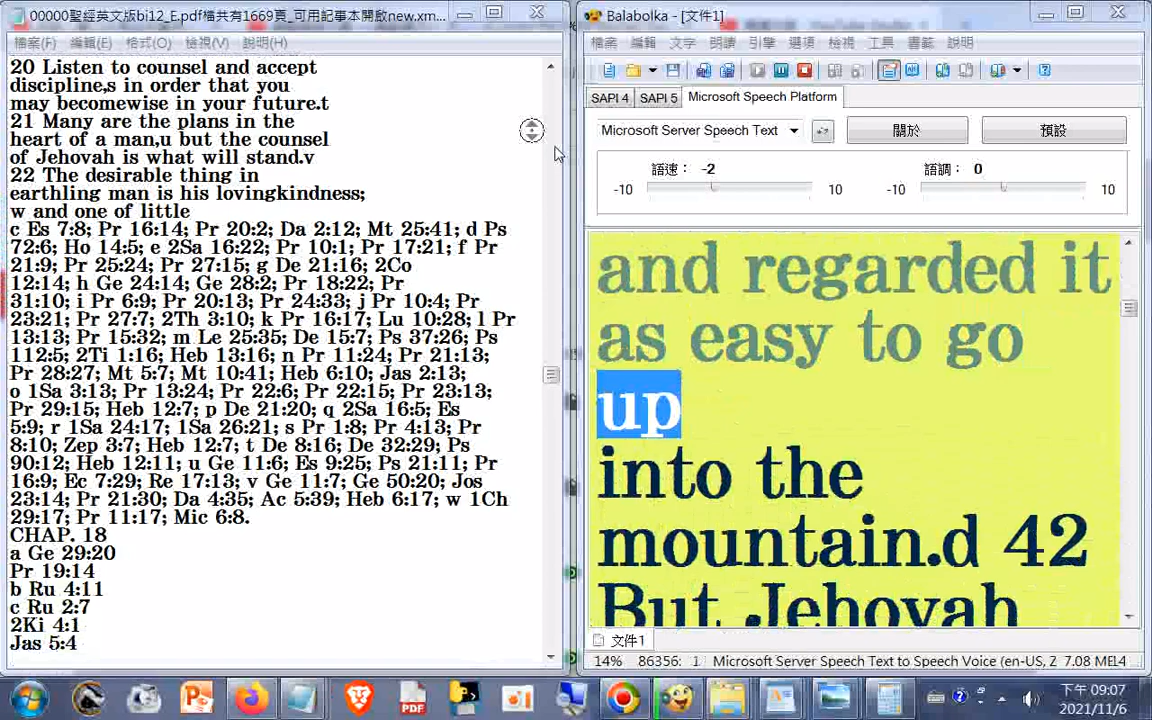 00000聖經英文版bi12_E.pdf檔共有1669頁_可用記事本開啟new.xm...
檔案(F) 編輯(E) 格式(O) 檢視(V) 說明(H)
20 Listen to counsel and accept
discipline,s in order that you
may becomewise in your future.t
21 Many are the plans in the
heart of a man,u but the counsel
of Jehovah is what will stand.v
22 The desirable thing in
earthling man is his lovingkindness;
w and one of little
c Es 7:8; Pr 16:14; Pr 20:2; Da 2:12; Mt 25:41; d Ps
72:6; Ho 14:5; e 2Sa 16:22; Pr 10:1; Pr 17:21; f Pr
21:9; Pr 25:24; Pr 27:15; g De 21:16; 2Co
12:14; h Ge 24:14; Ge 28:2; Pr 18:22; Pr
31:10; i Pr 6:9; Pr 20:13; Pr 24:33; j Pr 10:4; Pr
23:21; Pr 27:7; 2Th 3:10; k Pr 16:17; Lu 10:28; l Pr
13:13; Pr 15:32; m Le 25:35; De 15:7; Ps 37:26; Ps
112:5; 2Ti 1:16; Heb 13:16; n Pr 11:24; Pr 21:13;
Pr 28:27; Mt 5:7; Mt 10:41; Heb 6:10; Jas 2:13;
o 1Sa 3:13; Pr 13:24; Pr 22:6; Pr 22:15; Pr 23:13;
Pr 29:15; Heb 12:7; p De 21:20; q 2Sa 16:5; Es
5:9; r 1Sa 24:17; 1Sa 26:21; s Pr 1:8; Pr 4:13; Pr
8:10; Zep 3:7; Heb 12:7; t De 8:16; De 32:29; Ps
90:12; Heb 12:11; u Ge 11:6; Es 9:25; Ps 21:11; Pr
16:9; Ec 7:29; Re 17:13; v Ge 11:7; Ge 50:20; Jos
23:14; Pr 21:30; Da 4:35; Ac 5:39; Heb 6:17; w 1Ch
29:17; Pr 11:17; Mic 6:8.
CHAP. 18
a Ge 29:20
Pr 19:14
b Ru 4:11
c Ru 2:7
2Ki 4:1
Jas 5:4
Balabolka - [文件1]
檔案 編輯 文字 朗讀 引擎 選項 檢視 工具 書籤 說明
SAPI 4 SAPI 5 Microsoft Speech Platform
Microsoft Server Speech Text 關於 預設
語速： -2 語調： 0
-10 10 -10 10
and regarded it
as easy to go
up
into the
mountain.d 42
But Jehovah
文件1
14% 86356: 1 Microsoft Server Speech Text to Speech Voice (en-US, 2 7.08 ME14
PDF
下午 09:07
2021/11/6